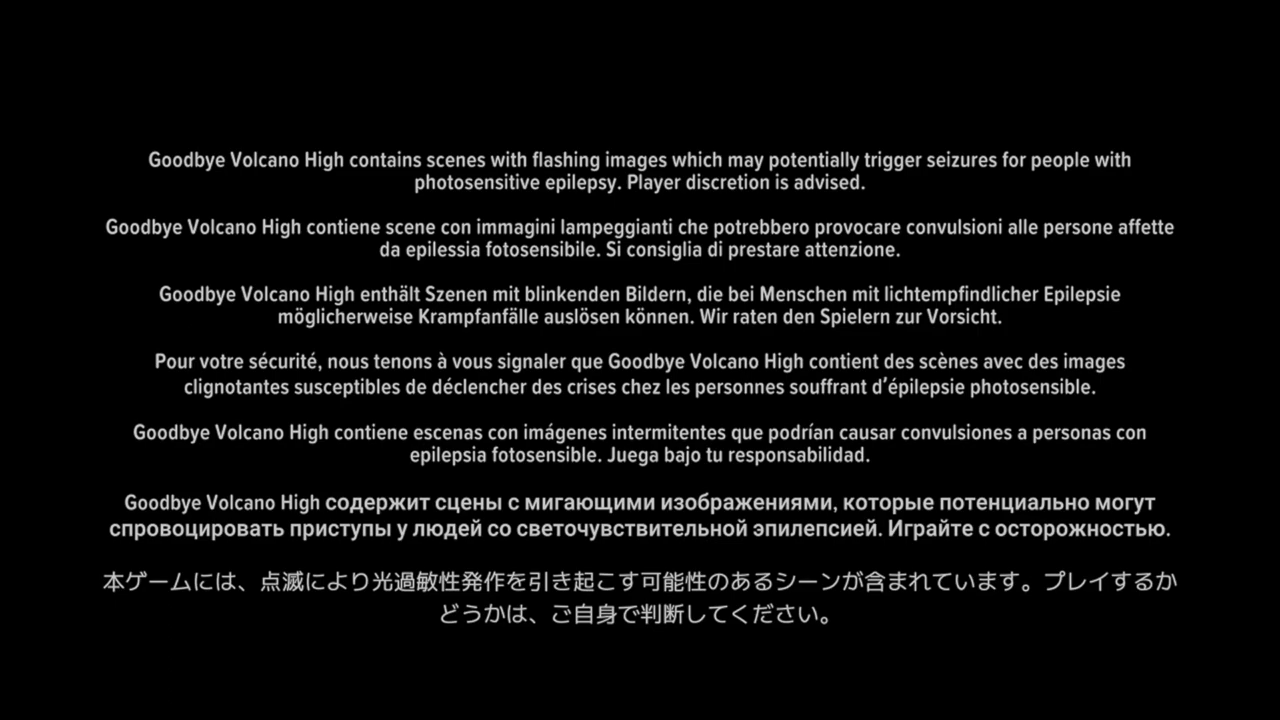 Goodbye Volcano High contains scenes with flashing images which may potentially trigger seizures for people with
photosensitive epilepsy. Player discretion is advised.
Goodbye Volcano High contiene scene con immagini lampeggianti che potrebbero provocare convulsioni alle persone affette
da epilessia fotosensibile. Si consiglia di prestare attenzione.
Goodbye Volcano High enthält Szenen mit blinkenden Bildern, die bei Menschen mit lichtempfindlicher Epilepsie
möglicherweise Krampfanfälle auslösen können. Wir raten den Spielern zur Vorsicht.
Pour votre sécurité, nous tenons à vous signaler que Goodbye Volcano High contient des scènes avec des images
clignotantes susceptibles de déclencher des crises chez les personnes souffrant d’épilepsie photosensible.
Goodbye Volcano High contiene escenas con imágenes intermitentes que podrían causar convulsiones a personas con
epilepsia fotosensible. Juega bajo tu responsabilidad.
Goodbye Volcano High содержит сцены с мигающими изображениями, которые потенциально могут
спровоцировать приступы у людей со светочувствительной эпилепсией. Играйте с осторожностью.
本ゲームには、点滅により光過敏性発作を引き起こす可能性のあるシーンが含まれています。プレイするか
どうかは、ご自身で判断してください。